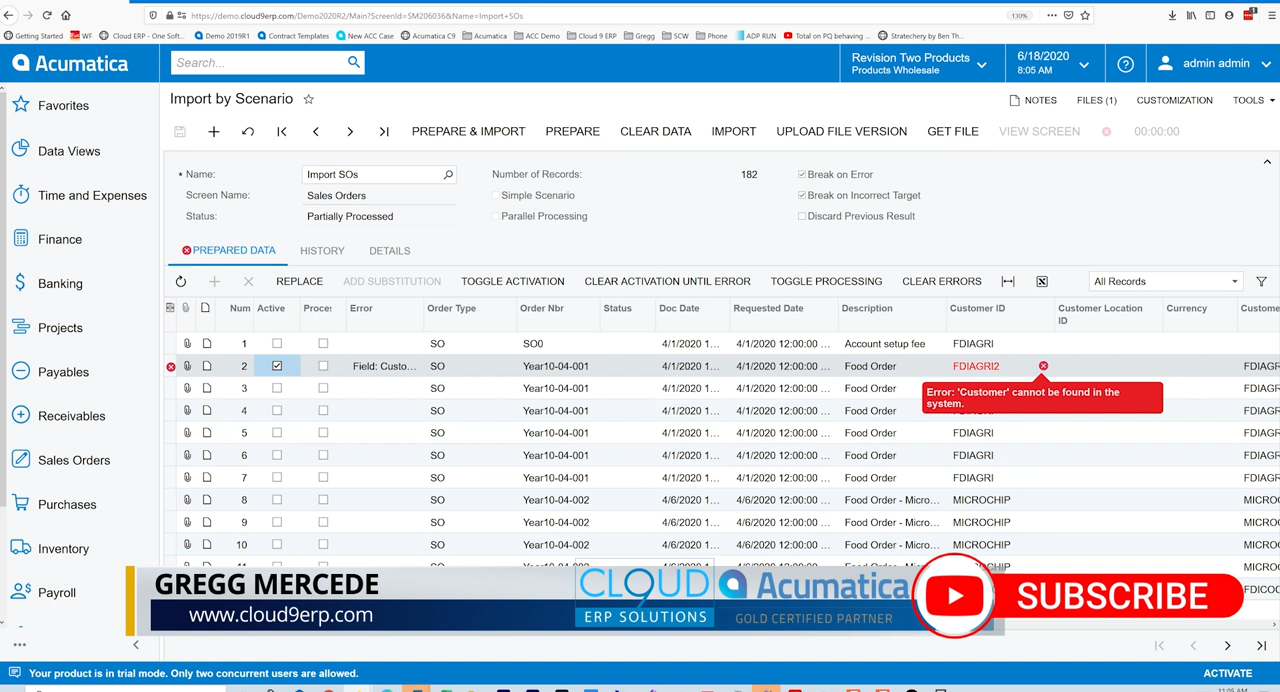 https://demo.cloud9erp.com/Demo2020R2/Main?ScreenId=SM206036&Name=Import+SOs
130%
Getting Started WF Cloud ERP - One Soft... Demo 2019R1 Contract Templates New ACC Case Acumatica C9 Acumatica ACC Demo Cloud 9 ERP Gregg SCW Phone ADP RUN Total on PQ behaving ... Stratechery by Ben Th...
Acumatica
Search...
Revision Two Products
Products Wholesale
6/18/2020
8:05 AM
admin admin
Import by Scenario
NOTES FILES (1) CUSTOMIZATION TOOLS
PREPARE & IMPORT PREPARE CLEAR DATA IMPORT UPLOAD FILE VERSION GET FILE VIEW SCREEN 00:00:00
Favorites
Data Views
Time and Expenses
Finance
Banking
Projects
Payables
Receivables
Sales Orders
Purchases
Inventory
Payroll
* Name: Import SOs Number of Records: 182 Break on Error
Screen Name: Sales Orders Simple Scenario Break on Incorrect Target
Status: Partially Processed Parallel Processing Discard Previous Result
PREPARED DATA HISTORY DETAILS
REPLACE ADD SUBSTITUTION TOGGLE ACTIVATION CLEAR ACTIVATION UNTIL ERROR TOGGLE PROCESSING CLEAR ERRORS All Records
Num Active Proces Error Order Type Order Nbr Status Doc Date Requested Date Description Customer ID Customer Location ID Currency Custome
1 SO SO0 4/1/2020 1... 4/1/2020 12:00:00 ... Account setup fee FDIAGRI
2 Field: Custo... SO Year10-04-001 4/1/2020 1... 4/1/2020 12:00:00 ... Food Order FDIAGRI2 FDIAGR
3 SO Year10-04-001 4/1/2020 1... 4/1/2020 12:00:00 ... Food Order
Error: 'Customer' cannot be found in the
system.
4 SO Year10-04-001 4/1/2020 1... 4/1/2020 12:00:00 ... Food Order FDIAGR
5 SO Year10-04-001 4/1/2020 1... 4/1/2020 12:00:00 ... Food Order FDIAGRI FDIAGR
6 SO Year10-04-001 4/1/2020 1... 4/1/2020 12:00:00 ... Food Order FDIAGRI FDIAGR
7 SO Year10-04-001 4/1/2020 1... 4/1/2020 12:00:00 ... Food Order FDIAGRI FDIAGR
8 SO Year10-04-002 4/6/2020 1... 4/6/2020 12:00:00 ... Food Order - Micro... MICROCHIP MICROC
9 SO Year10-04-002 4/6/2020 1... 4/6/2020 12:00:00 ... Food Order - Micro... MICROCHIP MICROC
10 SO Year10-04-002 4/6/2020 1... 4/6/2020 12:00:00 ... Food Order - Micro... MICROCHIP MICROC
GREGG MERCEDE
www.cloud9erp.com
CLOUD9
ERP SOLUTIONS
Acumatica
GOLD CERTIFIED PARTNER
SUBSCRIBE
Your product is in trial mode. Only two concurrent users are allowed. ACTIVATE
11:05 AM